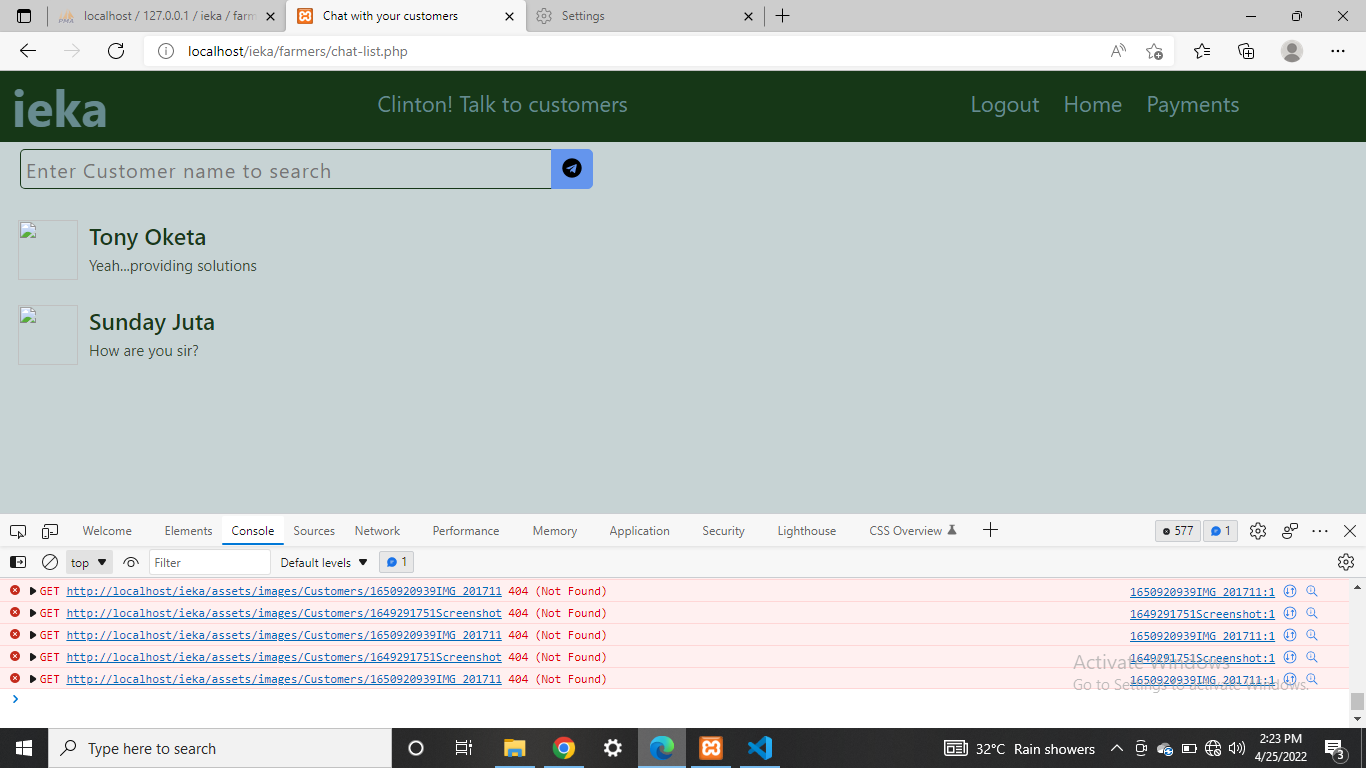 localhost / 127.0.0.1 / ieka / farm
Chat with your customers
Settings
localhost/ieka/farmers/chat-list.php
ieka
Clinton! Talk to customers
Logout Home Payments
Enter Customer name to search
Tony Oketa
Yeah...providing solutions
Sunday Juta
How are you sir?
Welcome Elements Console Sources Network Performance Memory Application Security Lighthouse CSS Overview 577 1
top Filter Default levels 1
GET http://localhost/ieka/assets/images/Customers/1650920939IMG_201711 404 (Not Found) 1650920939IMG_201711:1
GET http://localhost/ieka/assets/images/Customers/1649291751Screenshot 404 (Not Found) 1649291751Screenshot:1
GET http://localhost/ieka/assets/images/Customers/1650920939IMG_201711 404 (Not Found) 1650920939IMG_201711:1
GET http://localhost/ieka/assets/images/Customers/1649291751Screenshot 404 (Not Found) 1649291751Screenshot:1
GET http://localhost/ieka/assets/images/Customers/1650920939IMG_201711 404 (Not Found) 1650920939IMG_201711:1
Activate Windows
Go to Settings to activate Windows.
Type here to search
32°C Rain showers
2:23 PM
4/25/2022
3